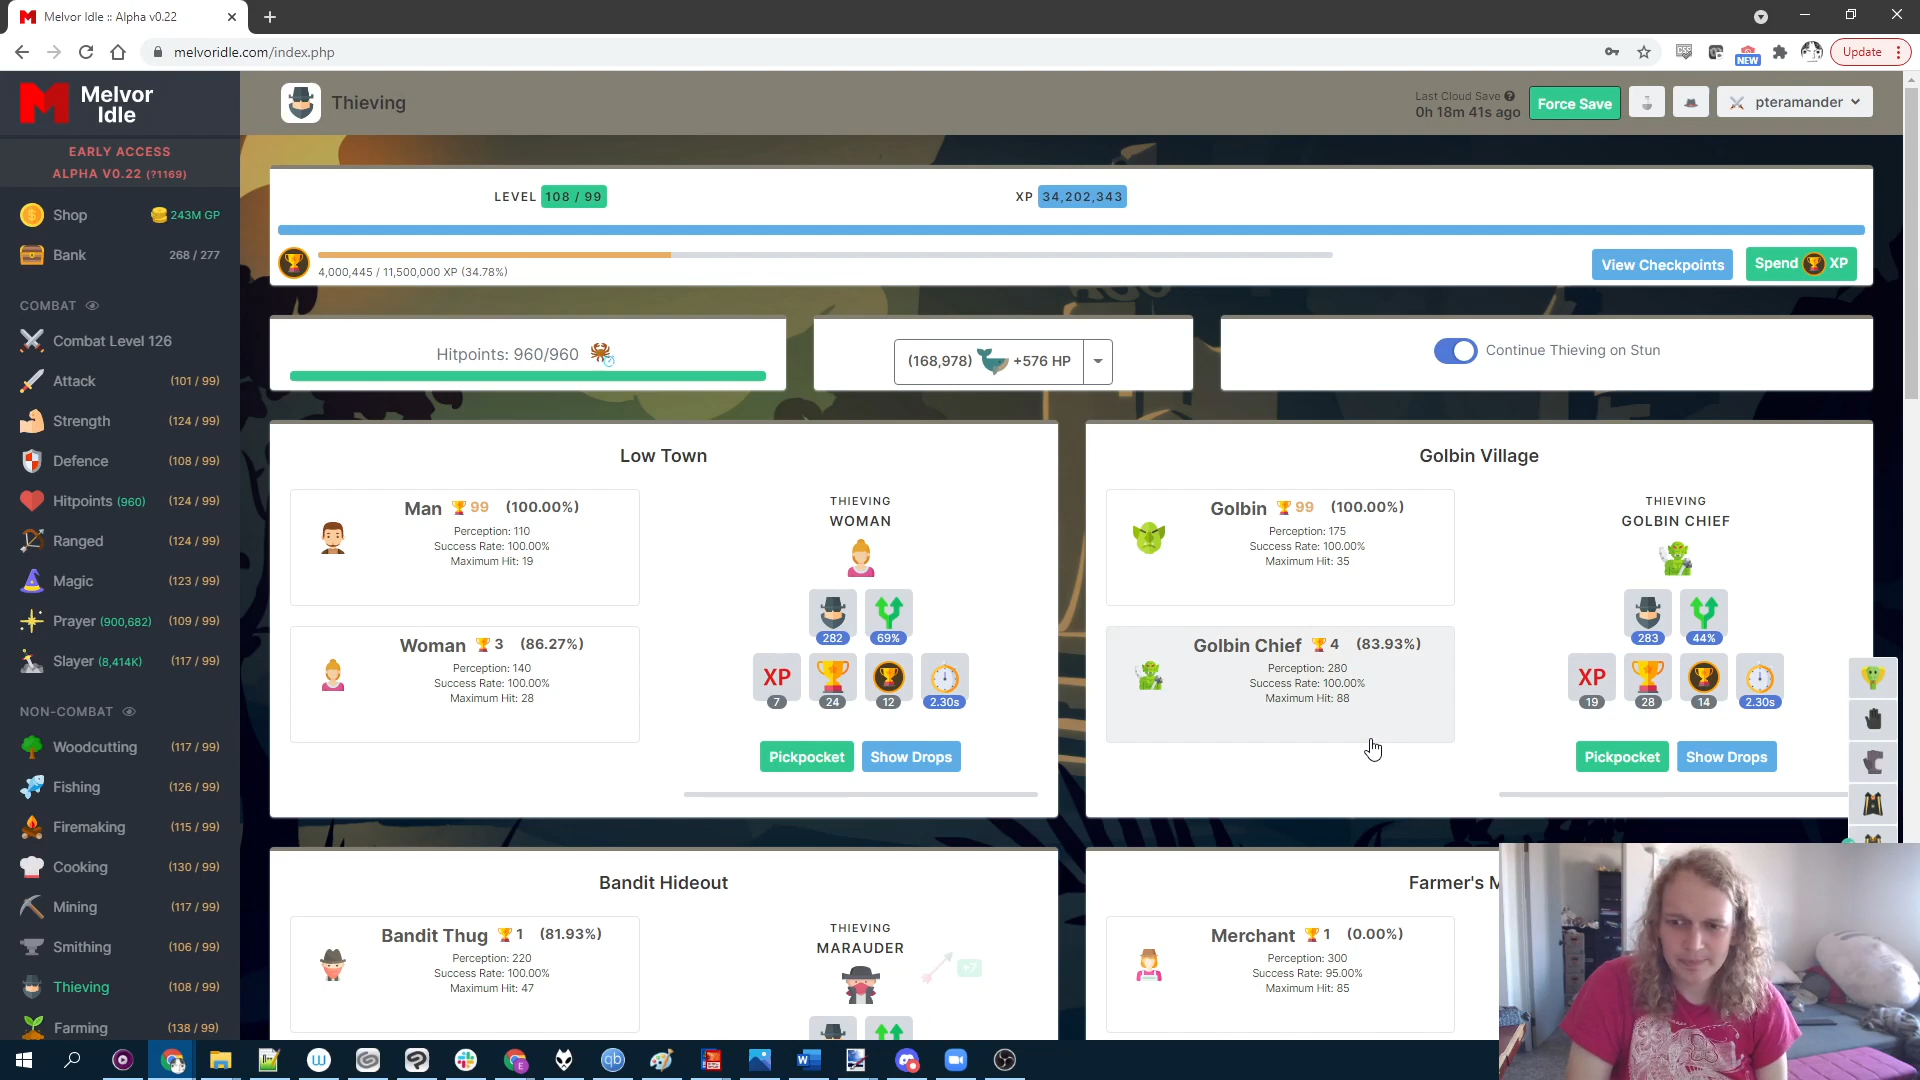 Melvor Idle :: Alpha v0.22
melvoridle.com/index.php
NEW
Update
Melvor
Idle
EARLY ACCESS
ALPHA V0.22 (?1169)
Shop 243M GP
Bank 268 / 277
COMBAT
Combat Level 126
Attack (101 / 99)
Strength (124 / 99)
Defence (108 / 99)
Hitpoints (960) (124 / 99)
Ranged (124 / 99)
Magic (123 / 99)
Prayer (900,682) (109 / 99)
Slayer (8,414K) (117 / 99)
NON-COMBAT
Woodcutting (117 / 99)
Fishing (126 / 99)
Firemaking (115 / 99)
Cooking (130 / 99)
Mining (117 / 99)
Smithing (106 / 99)
Thieving (108 / 99)
Farming (138 / 99)
Thieving
Last Cloud Save
0h 18m 41s ago
Force Save
pteramander
LEVEL 108 / 99
XP 34,202,343
4,000,445 / 11,500,000 XP (34.78%)
View Checkpoints
Spend XP
Hitpoints: 960/960
(168,978) +576 HP
Continue Thieving on Stun
Low Town
Man 99 (100.00%)
Perception: 110
Success Rate: 100.00%
Maximum Hit: 19
Woman 3 (86.27%)
Perception: 140
Success Rate: 100.00%
Maximum Hit: 28
THIEVING
WOMAN
282 69%
XP
7 24 12 2.30s
Pickpocket Show Drops
Golbin Village
Golbin 99 (100.00%)
Perception: 175
Success Rate: 100.00%
Maximum Hit: 35
Golbin Chief 4 (83.93%)
Perception: 280
Success Rate: 100.00%
Maximum Hit: 88
THIEVING
GOLBIN CHIEF
283 44%
XP
19 28 14 2.30s
Pickpocket Show Drops
Bandit Hideout
Bandit Thug 1 (81.93%)
Perception: 220
Success Rate: 100.00%
Maximum Hit: 47
THIEVING
MARAUDER
+7
Farmer's M
Merchant 1 (0.00%)
Perception: 300
Success Rate: 95.00%
Maximum Hit: 85